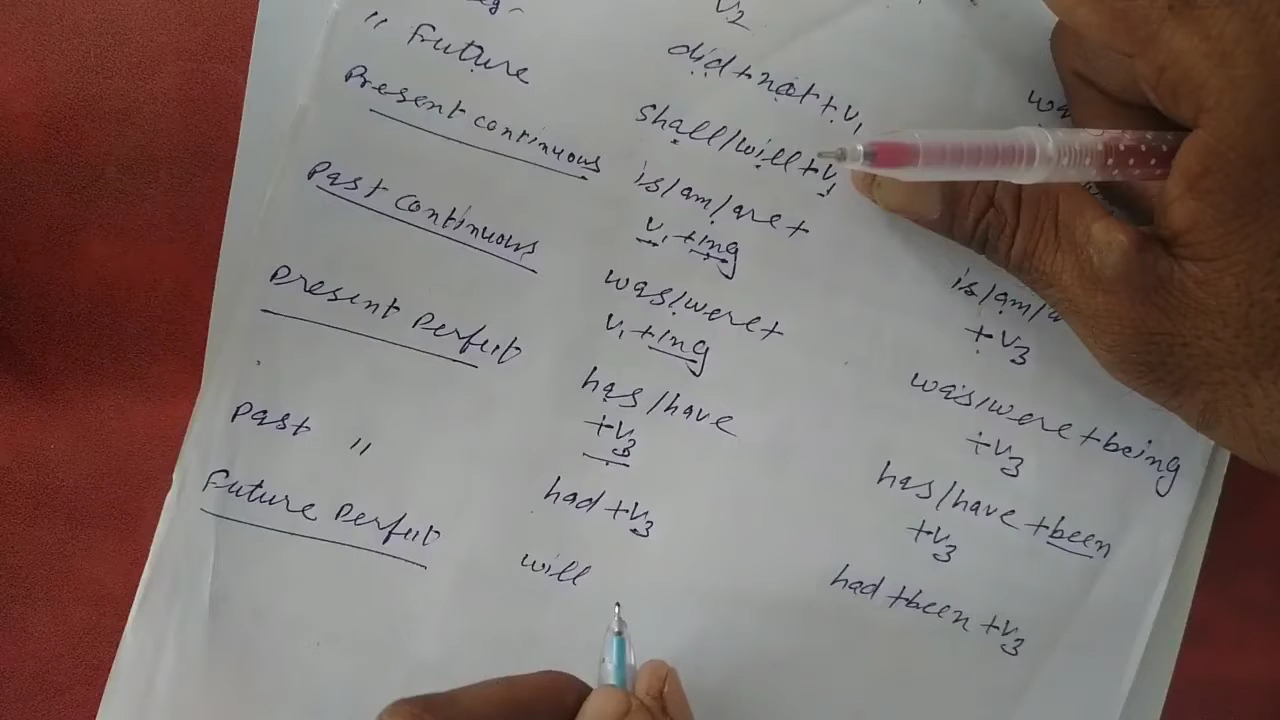 V2
did + not + V1
" Future
shall/will + V1
Present continuous
is/am/are +
V1 + ing
Past Continuous
was/were +
V1 + ing
is/am/
+ V3
Present Perfect
has/have
+ V3
was/were + being
+ V3
Past "
had + V3
has/have + been
+ V3
Future Perfect
will
had + been + V3